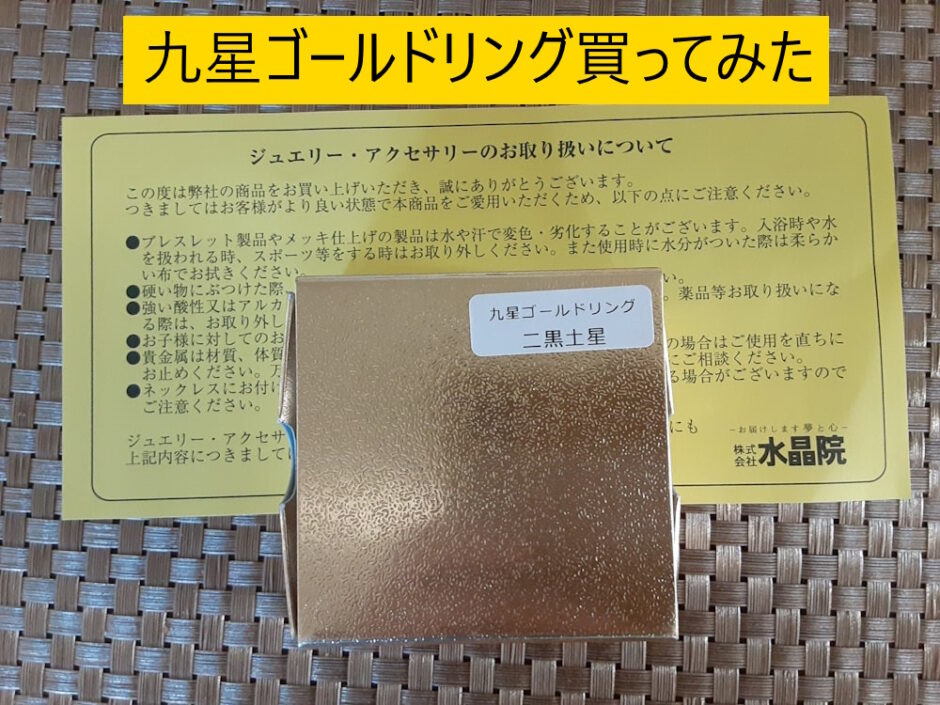 九星ゴールドリング買ってみた
ジュエリー・アクセサリーのお取り扱いについて
この度は弊社の商品をお買い上げいただき、誠にありがとうございます。
つきましてはお客様がより良い状態で本商品をご愛用いただくため、以下の点にご注意ください。
●ブレスレット製品やメッキ仕上げの製品は水や汗で変色・劣化することがございます。入浴時や水
を扱われる時、スポーツ等をする時はお取り外しください。また使用時に水分がついた際は柔らか
い布でお拭きください。
●硬い物にぶつけた際、
い。
●強い酸性又はアルカ
。薬品等お取り扱いにな
る際は、お取り外し
●お子様に対してのお
●貴金属は材質、体質
の場合はご使用を直ちに
お止めください。万
にご相談ください。
●ネックレスにお付け
る場合がございますので
ご注意ください。
ジュエリー・アクセサ
にも
上記内容につきまして
九星ゴールドリング
二黒土星
−お届けします夢と心−
株式会社 水晶院